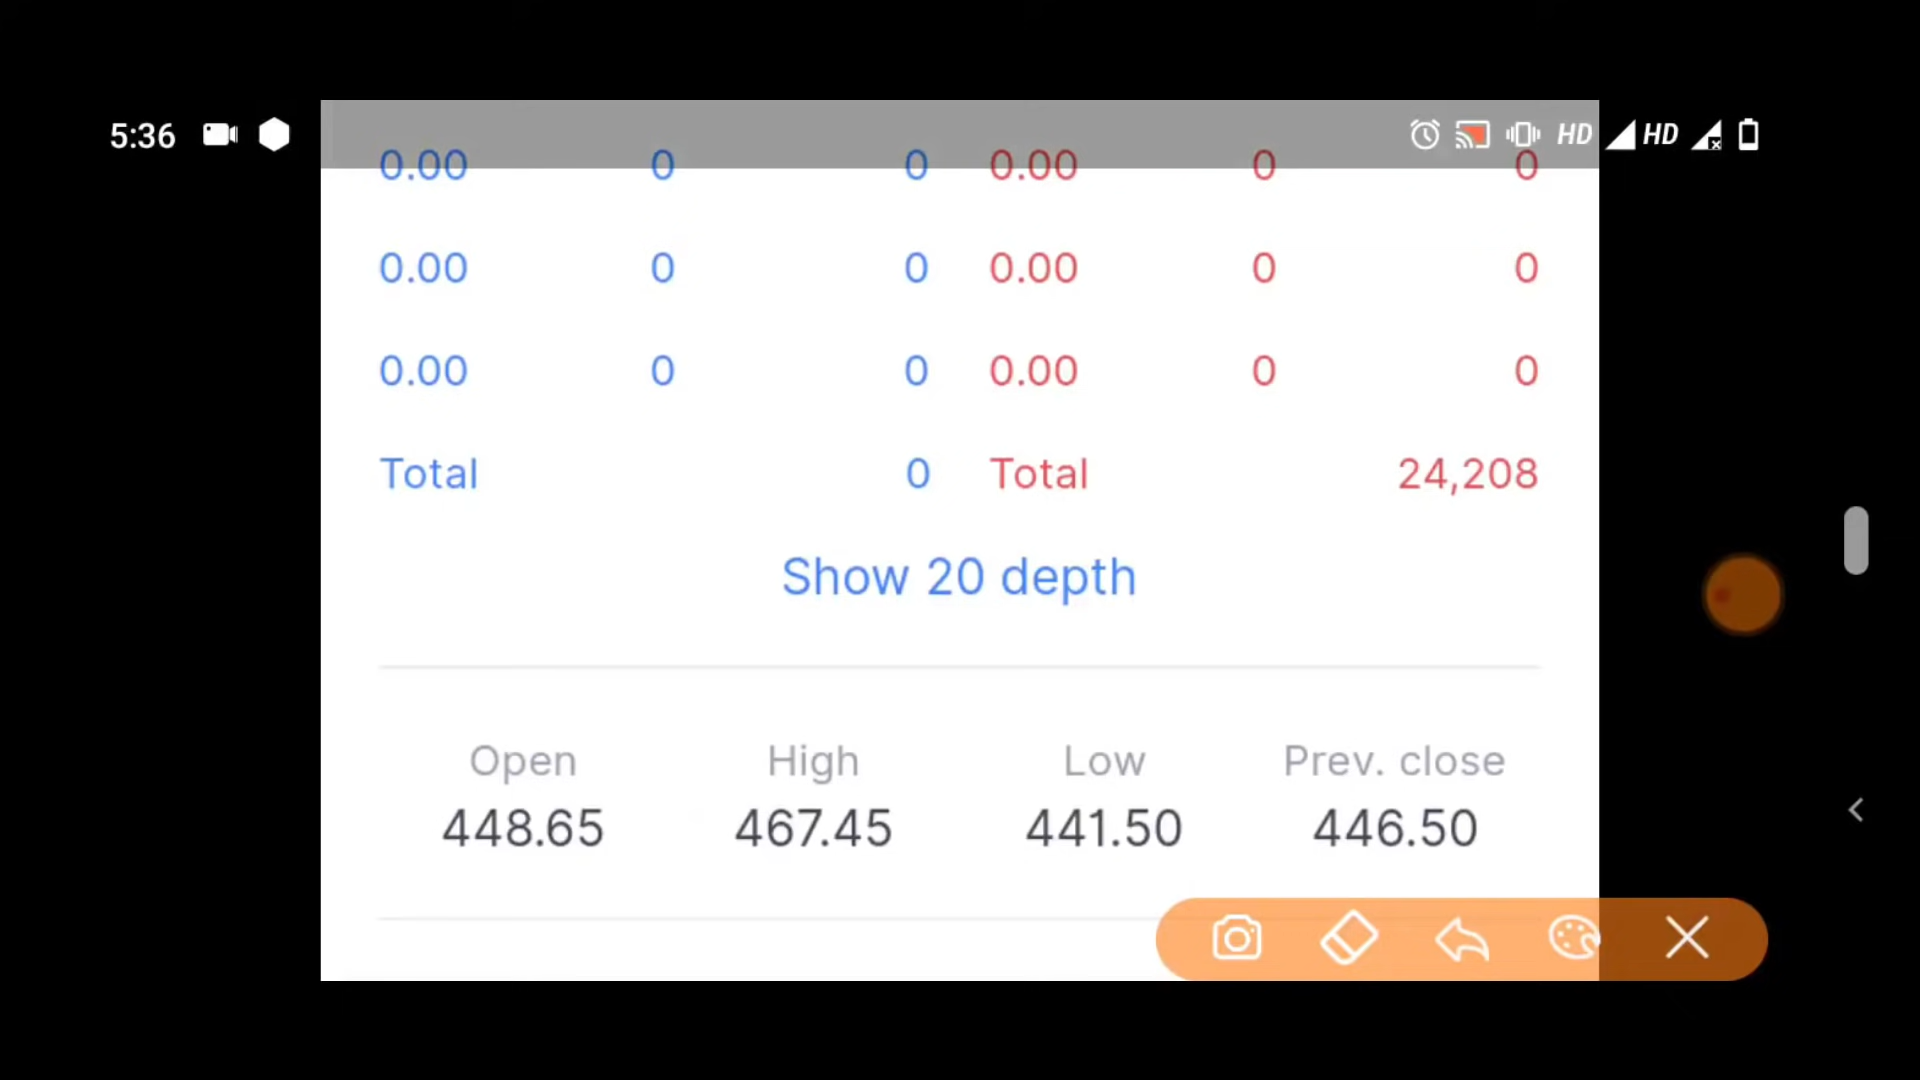 5:36 HD HD
0.00 0 0 0.00 0 0
0.00 0 0 0.00 0 0
0.00 0 0 0.00 0 0
Total 0 Total 24,208
Show 20 depth
Open High Low Prev. close
448.65 467.45 441.50 446.50